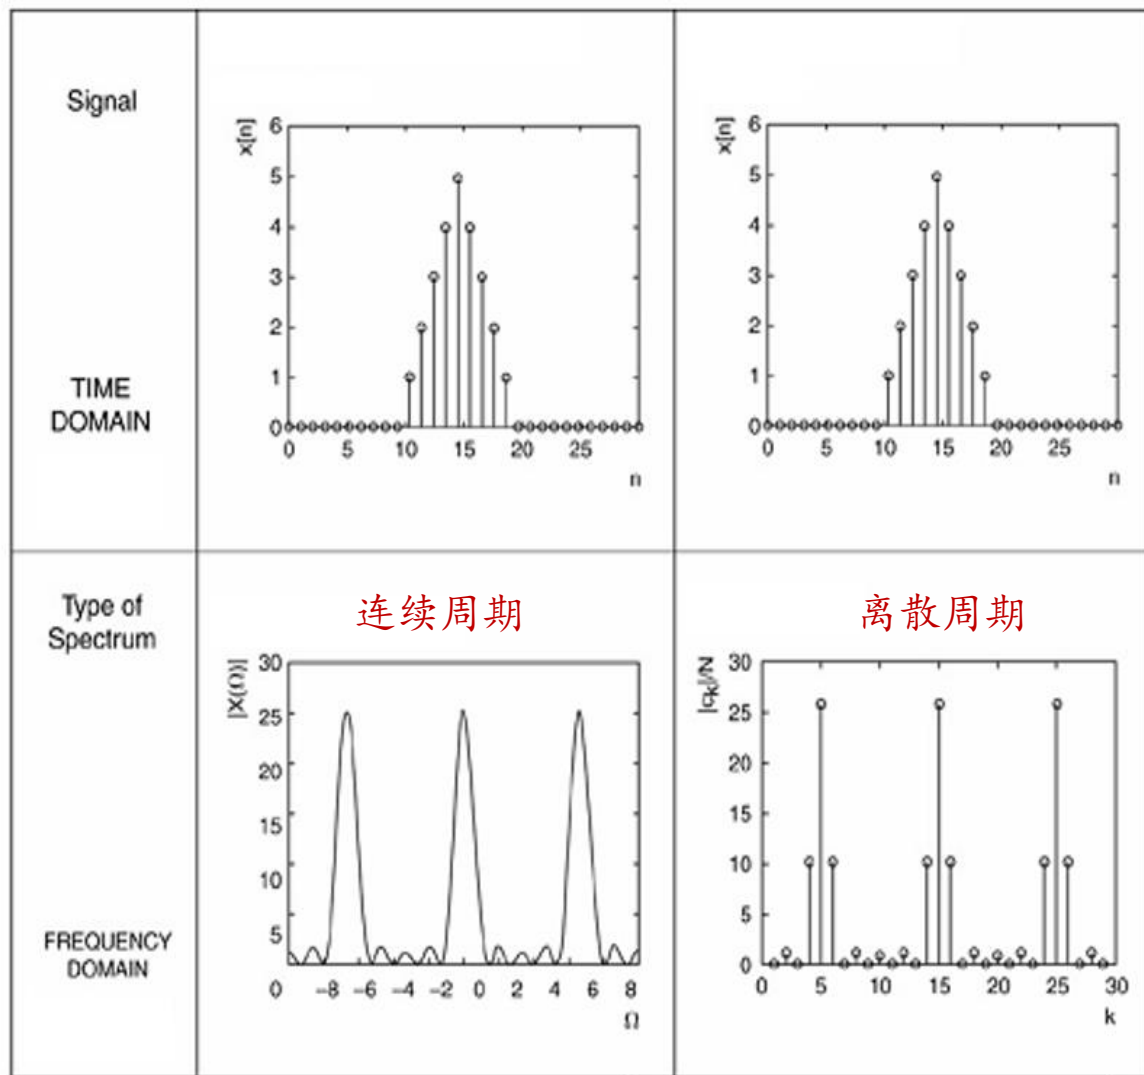 Signal
TIME
DOMAIN
x[n]
6
5
4
3
2
1
0
0 5 10 15 20 25
n
x[n]
6
5
4
3
2
1
0
0 5 10 15 20 25
n
Type of
Spectrum
FREQUENCY
DOMAIN
连续周期
|X(Ω)|
30
25
20
15
10
5
0 -8 -6 -4 -2 0 2 4 6 8
Ω
离散周期
|ck|/N
30
25
20
15
10
5
0
0 5 10 15 20 25 30
k